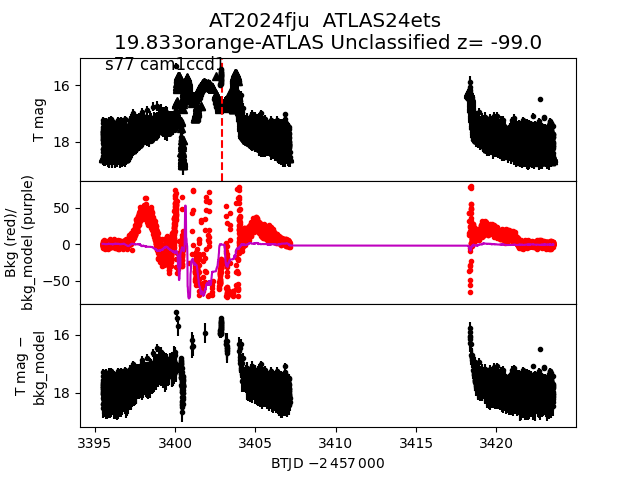 AT2024fju  ATLAS24ets
19.833orange-ATLAS Unclassified z= -99.0
s77 cam1ccd1
T mag
16
18
Bkg (red)/
bkg_model (purple)
50
0
−50
T mag −
bkg_model
16
18
3395 3400 3405 3410 3415 3420
BTJD −2 457 000